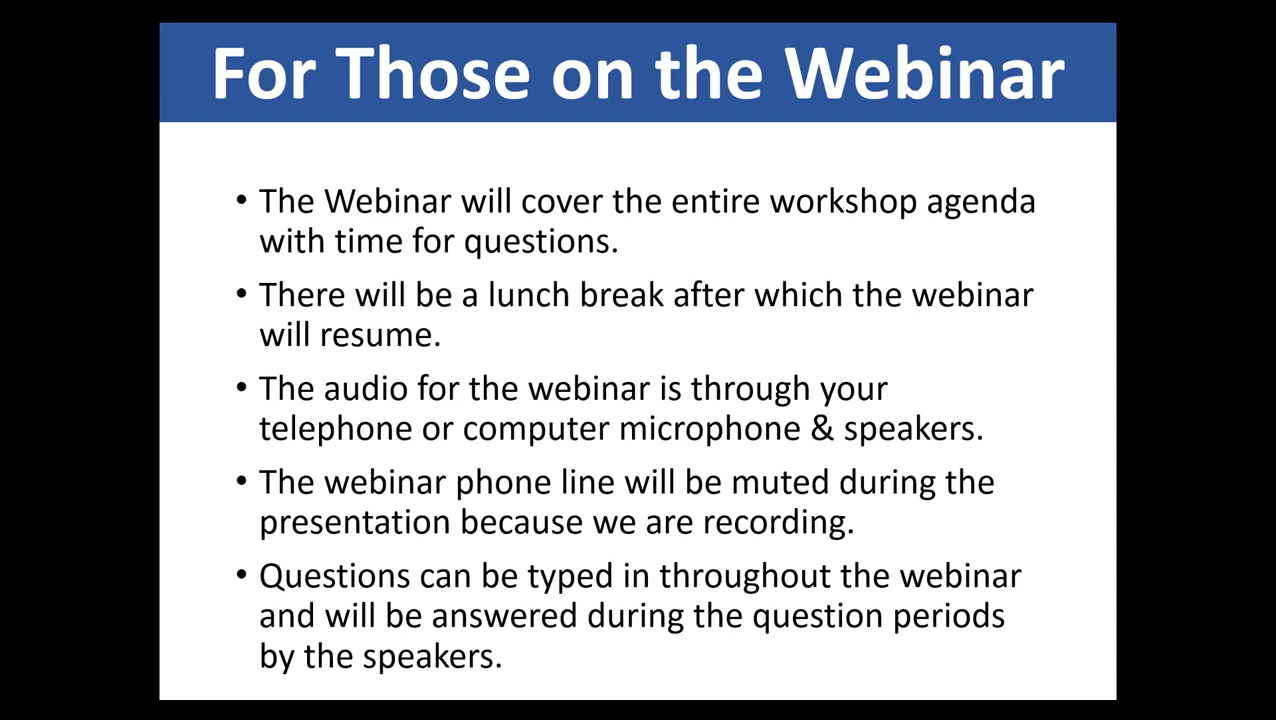 For Those on the Webinar
• The Webinar will cover the entire workshop agenda
with time for questions.
• There will be a lunch break after which the webinar
will resume.
• The audio for the webinar is through your
telephone or computer microphone & speakers.
• The webinar phone line will be muted during the
presentation because we are recording.
• Questions can be typed in throughout the webinar
and will be answered during the question periods
by the speakers.